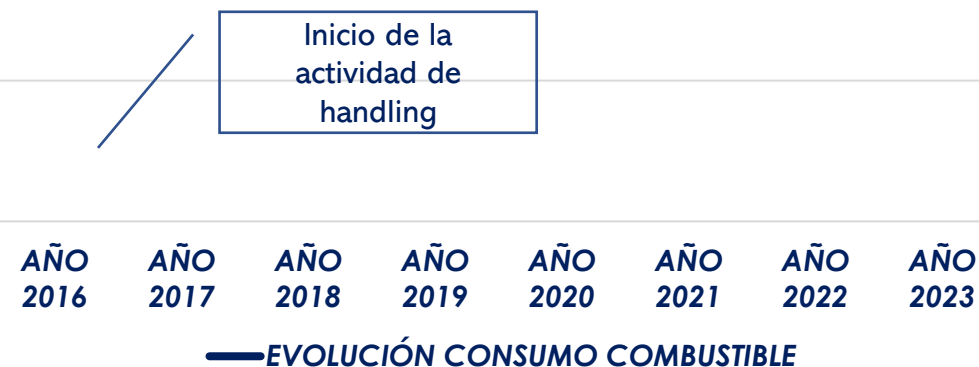 Inicio de la
actividad de
handling
AÑO AÑO AÑO AÑO AÑO AÑO AÑO AÑO
2016 2017 2018 2019 2020 2021 2022 2023
EVOLUCIÓN CONSUMO COMBUSTIBLE